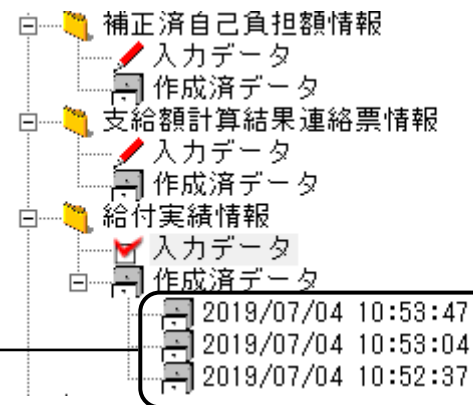 補正済自己負担額情報
入力データ
作成済データ
支給額計算結果連絡票情報
入力データ
作成済データ
給付実績情報
入力データ
作成済データ
2019/07/04 10:53:47
2019/07/04 10:53:04
2019/07/04 10:52:37